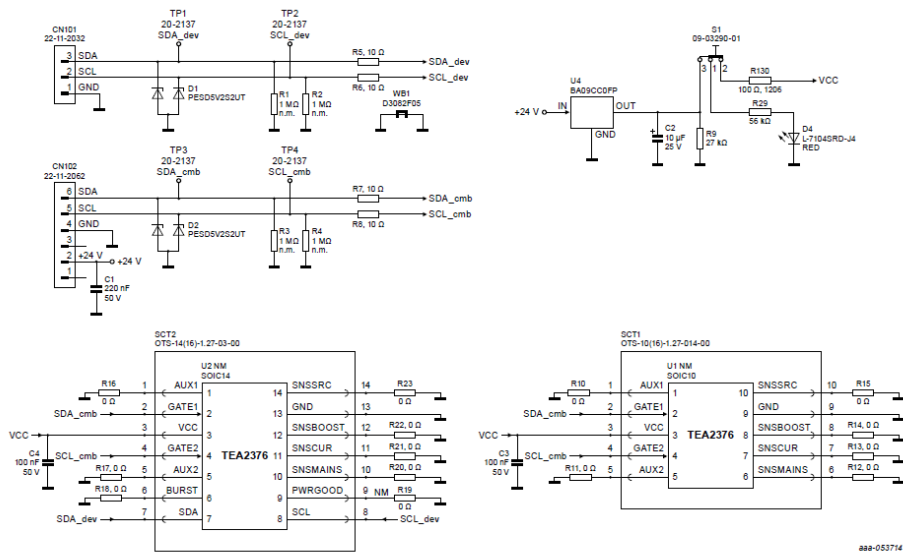 CN101
22-11-2032
3 SDA
2 SCL
1 GND
TP1
20-2137
SDA_dev
TP2
20-2137
SCL_dev
D1
PESD5V2S2UT
R1
1 MΩ
n.m.
R2
1 MΩ
n.m.
R5, 10 Ω
R6, 10 Ω
SDA_dev
SCL_dev
WB1
D3082F05
S1
09-03290-01
3 1 2
U4
BA09CC0FP
+24 V
IN
OUT
GND
C2
10 µF
25 V
R9
27 kΩ
R130
100 Ω, 1206
VCC
R29
56 kΩ
D4
L-7104SRD-J4
RED
CN102
22-11-2062
6 SDA
5 SCL
4 GND
3
2 +24 V
+24 V
1
C1
220 nF
50 V
TP3
20-2137
SDA_cmb
TP4
20-2137
SCL_cmb
D2
PESD5V2S2UT
R3
1 MΩ
n.m.
R4
1 MΩ
n.m.
R7, 10 Ω
R8, 10 Ω
SDA_cmb
SCL_cmb
SCT2
OTS-14(16)-1.27-03-00
U2 NM
SOIC14
TEA2376
R16
0 Ω
1 AUX1 1
SDA_cmb 2 GATE1 2
VCC 3 VCC 3
C4
100 nF
50 V
SCL_cmb 4 GATE2 4
R17, 0 Ω 5 AUX2 5
R18, 0 Ω 6 BURST 6
SDA_dev 7 SDA 7
14 SNSSRC 14
R23
0 Ω
13 GND 13
12 SNSBOOST 12 R22, 0 Ω
11 SNSCUR 11 R21, 0 Ω
10 SNSMAINS 10 R20, 0 Ω
9 PWRGOOD 9 NM R19
0 Ω
8 SCL 8 SCL_dev
SCT1
OTS-10(16)-1.27-014-00
U1 NM
SOIC10
TEA2376
R10
0 Ω
1 AUX1 1
SDA_cmb 2 GATE1 2
VCC 3 VCC 3
C3
100 nF
50 V
SCL_cmb 4 GATE2 4
R11, 0 Ω 5 AUX2 5
10 SNSSRC 10
R15
0 Ω
9 GND 9
8 SNSBOOST 8 R14, 0 Ω
7 SNSCUR 7 R13, 0 Ω
6 SNSMAINS 6 R12, 0 Ω
aaa-053714